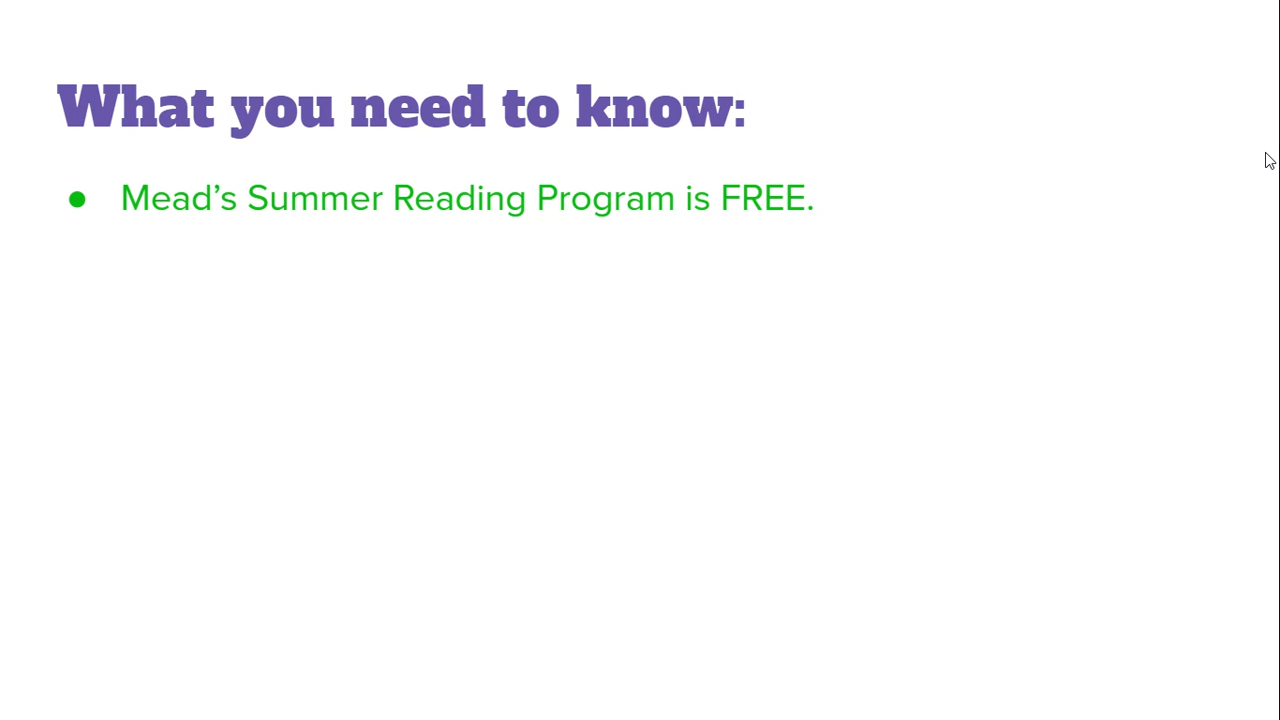 What you need to know:
● Mead’s Summer Reading Program is FREE.